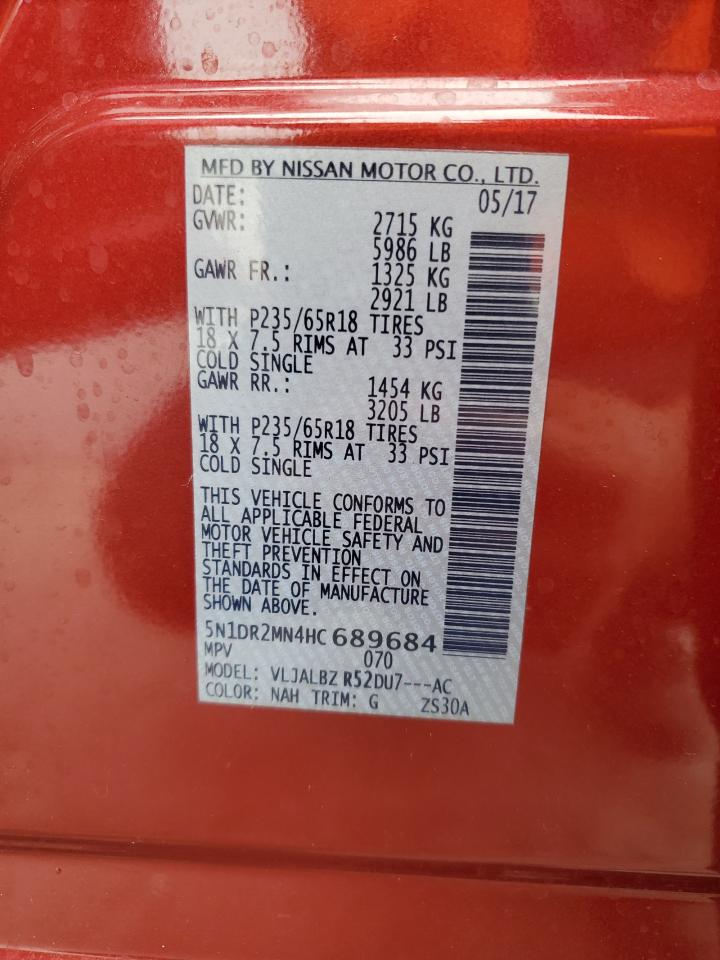 MFD BY NISSAN MOTOR CO., LTD.
DATE: 05/17
GVWR: 2715 KG
5986 LB
GAWR FR.: 1325 KG
2921 LB
WITH P235/65R18 TIRES
18 X 7.5 RIMS AT 33 PSI
COLD SINGLE
GAWR RR.: 1454 KG
3205 LB
WITH P235/65R18 TIRES
18 X 7.5 RIMS AT 33 PSI
COLD SINGLE
THIS VEHICLE CONFORMS TO
ALL APPLICABLE FEDERAL
MOTOR VEHICLE SAFETY AND
THEFT PREVENTION
STANDARDS IN EFFECT ON
THE DATE OF MANUFACTURE
SHOWN ABOVE.
5N1DR2MN4HC 689684
MPV 070
MODEL: VLJALBZ R52DU7---AC
COLOR: NAH TRIM: G ZS30A